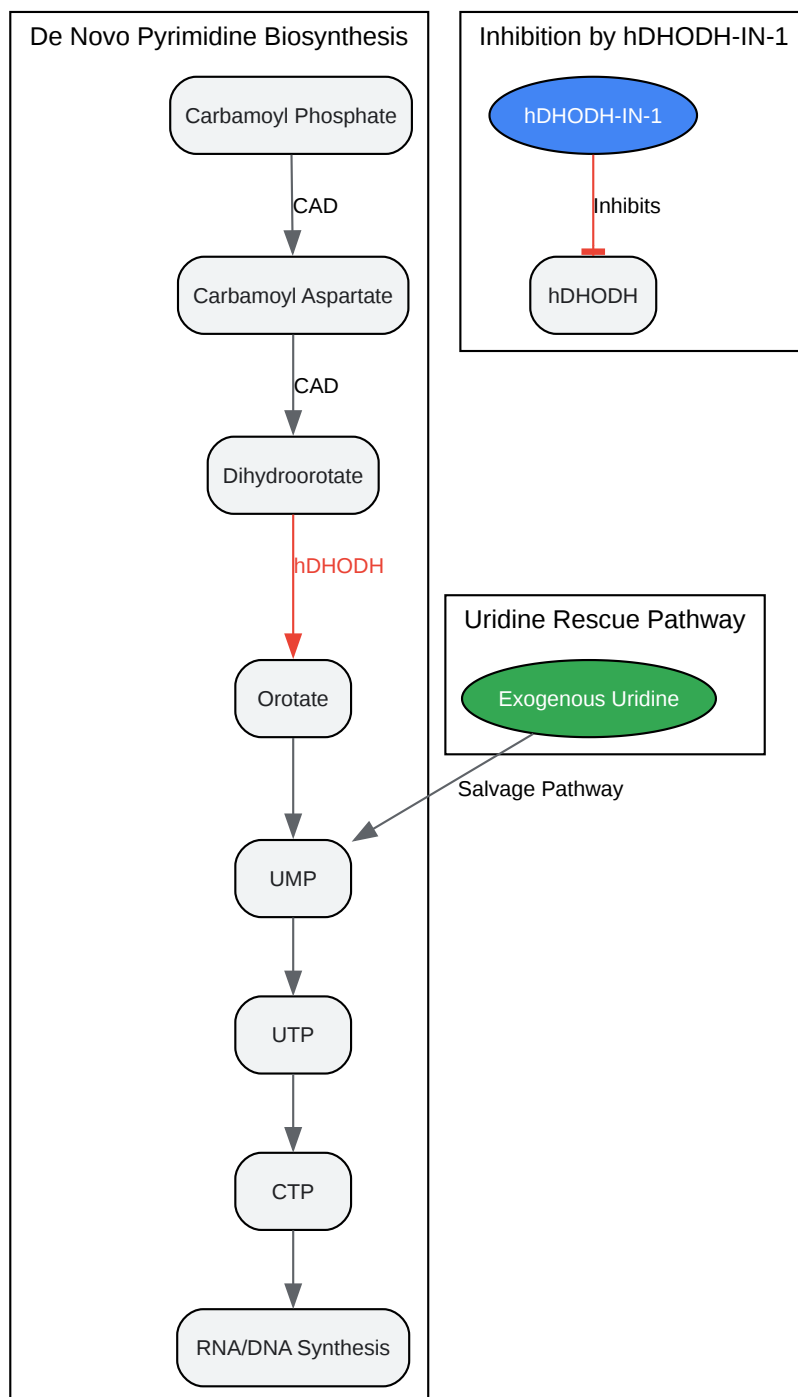 De Novo Pyrimidine Biosynthesis
Carbamoyl Phosphate
CAD
Carbamoyl Aspartate
CAD
Dihydroorotate
hDHODH
Orotate
UMP
UTP
CTP
RNA/DNA Synthesis
Inhibition by hDHODH-IN-1
hDHODH-IN-1
Inhibits
hDHODH
Uridine Rescue Pathway
Exogenous Uridine
Salvage Pathway